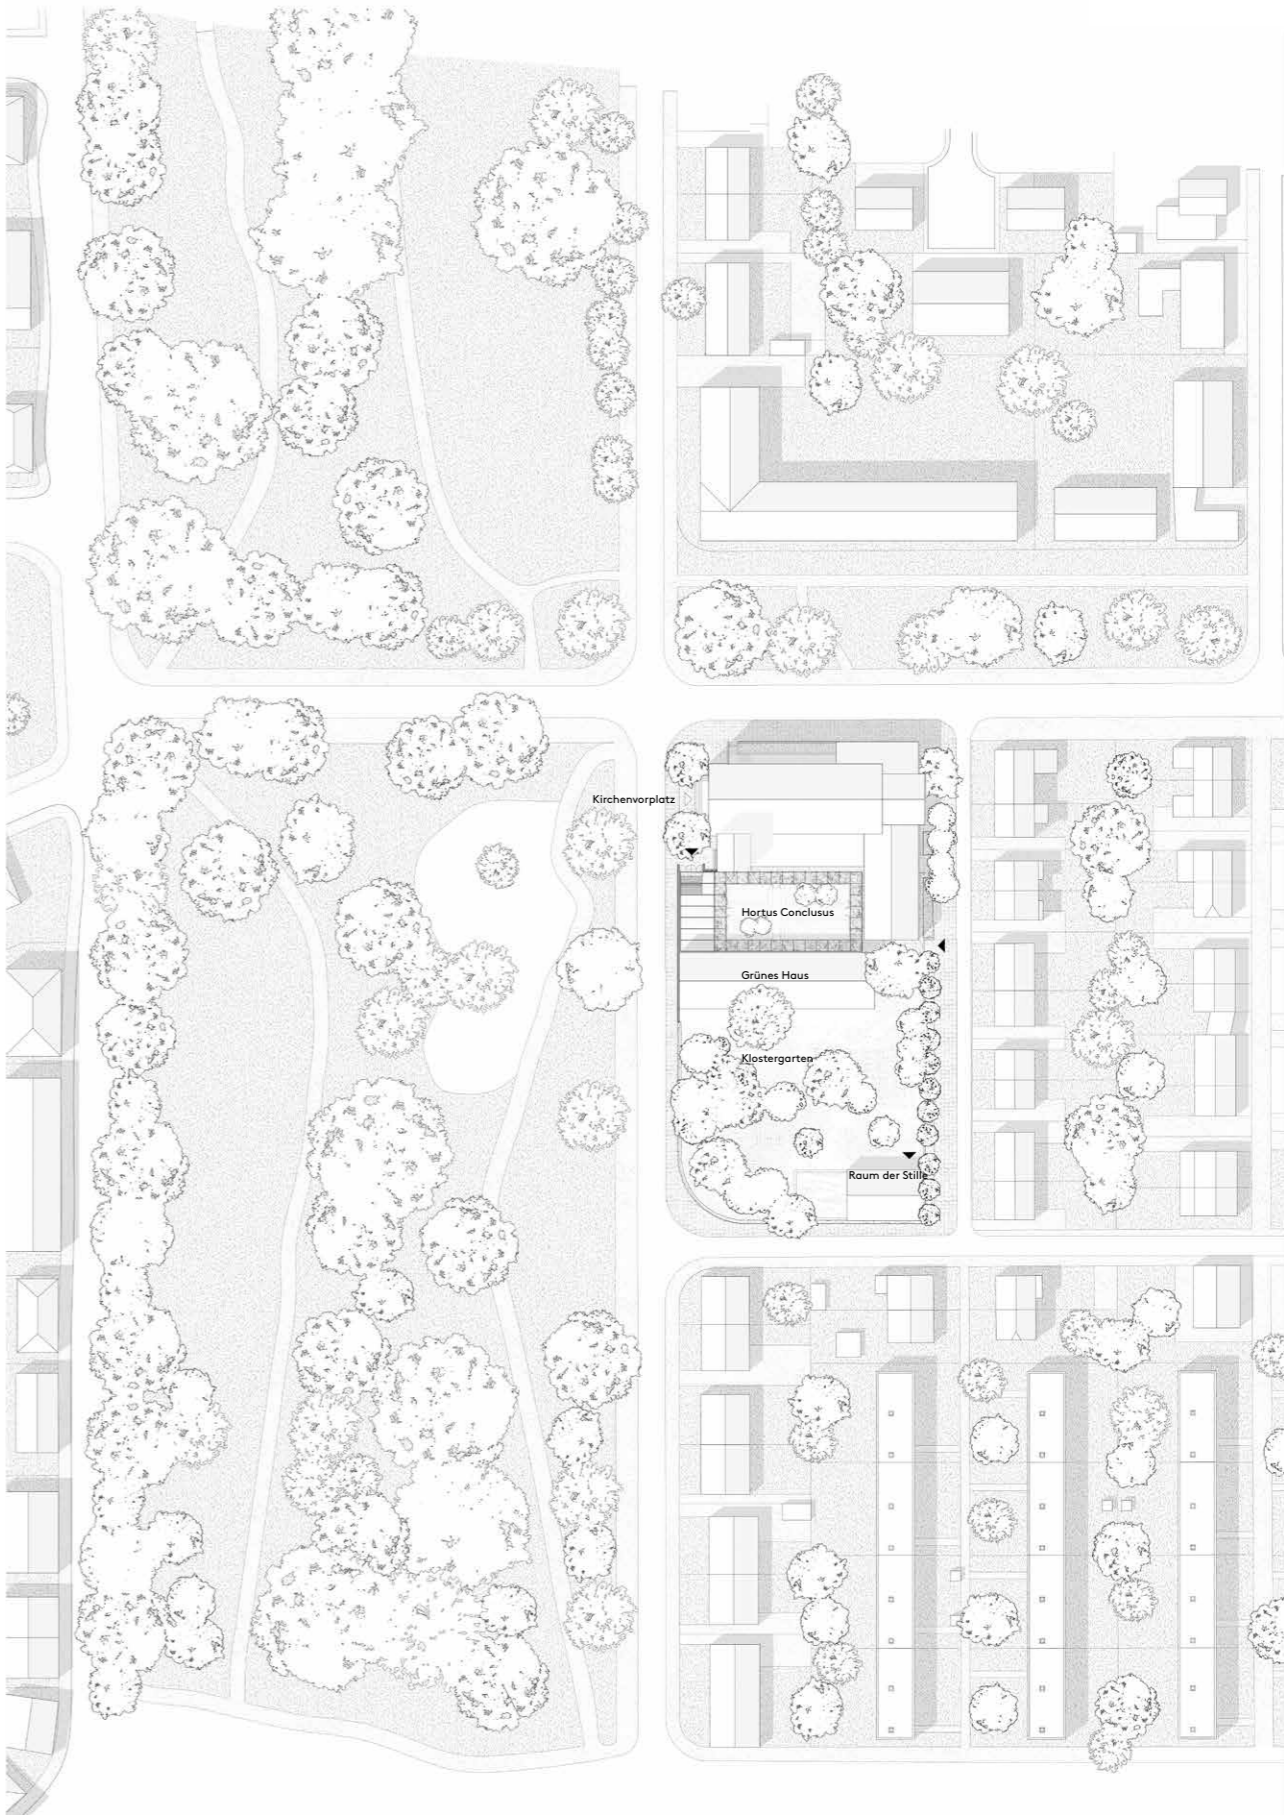 Kirchenvorplatz
Hortus Conclusus
Grünes Haus
Klostergarten
Raum der Stille